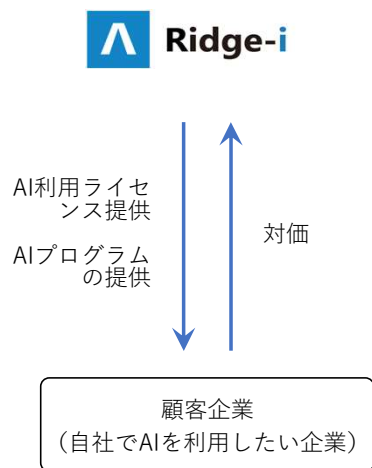 Ridge-i
AI利用ライセ
ンス提供
AIプログラム
の提供
対価
顧客企業
（自社でAIを利用したい企業）